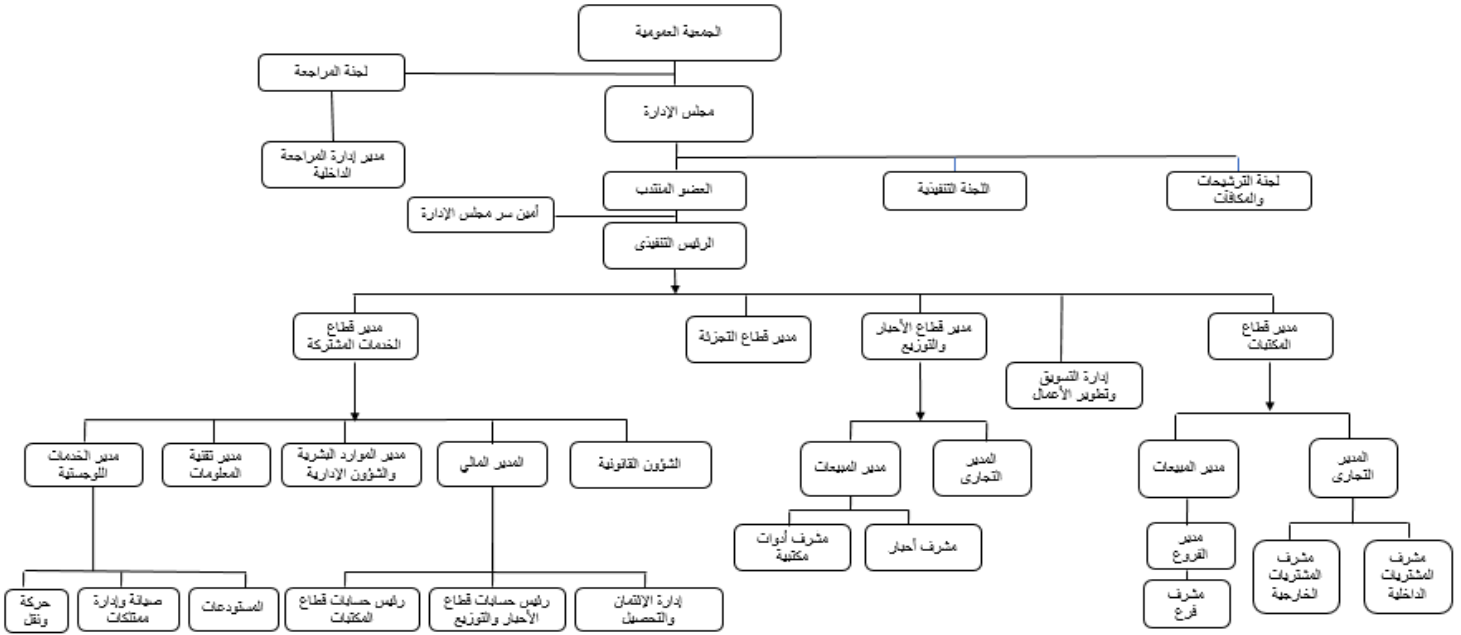 الجمعية العمومية
لجنة المراجعة
مجلس الإدارة
مدير إدارة المراجعة
الداخلية
العضو المنتدب
اللجنة التنفيذية
لجنة الترشيحات
والمكافآت
أمين سر مجلس الإدارة
الرئيس التنفيذى
مدير قطاع
المكتبات
إدارة التسويق
وتطوير الأعمال
مدير قطاع الأحبار
والتوزيع
مدير قطاع التجزئة
مدير قطاع
الخدمات المشتركة
المدير
التجارى
مدير المبيعات
المدير
التجارى
مدير المبيعات
الشؤون القانونية
المدير المالي
مدير الموارد البشرية
والشؤون الإدارية
مدير تقنية
المعلومات
مدير الخدمات
اللوجستية
مشرف
المشتريات
الداخلية
مشرف
المشتريات
الخارجية
مدير
الفروع
مشرف
فرع
مشرف أحبار
مشرف أدوات
مكتبية
إدارة الإئتمان
والتحصيل
رئيس حسابات قطاع
الأحبار والتوزيع
رئيس حسابات قطاع
المكتبات
المستودعات
صيانة وإدارة
ممتلكات
حركة
ونقل